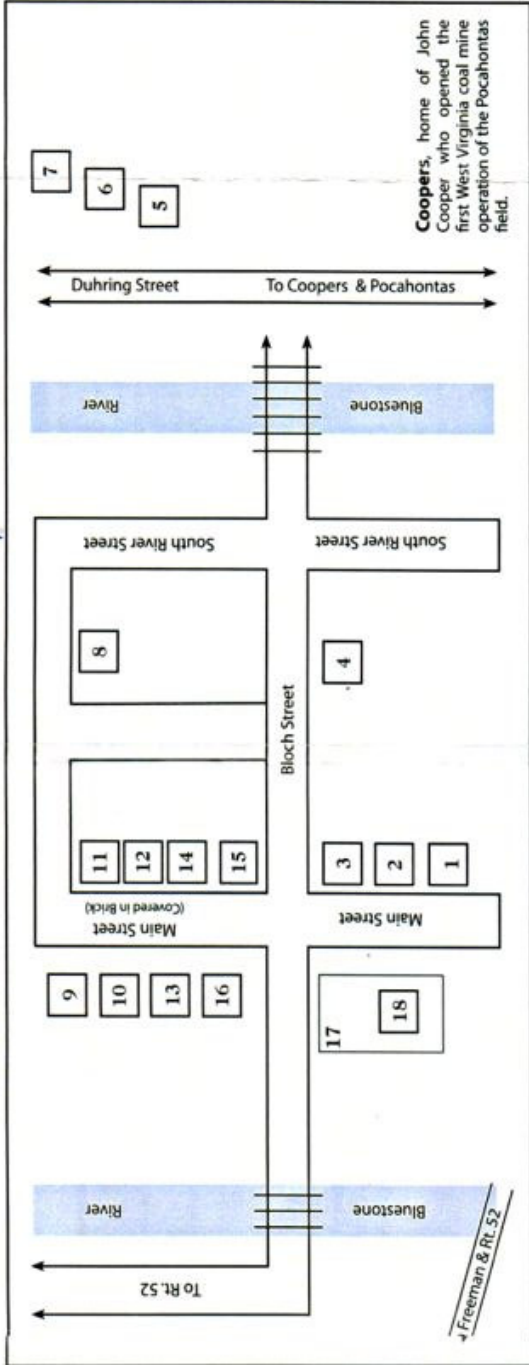 7
6
5
Coopers, home of John
Cooper who opened the
first West Virginia coal mine
operation of the Pocahontas
field.
Duhring Street
To Coopers & Pocahontas
River
Bluestone
South River Street
South River Street
8
4
Bloch Street
11
12
14
15
3
2
1
(Covered in Brick)
Main Street
Main Street
9
10
13
16
17
18
River
Bluestone
To Rt. 52
Freeman & Rt. 52